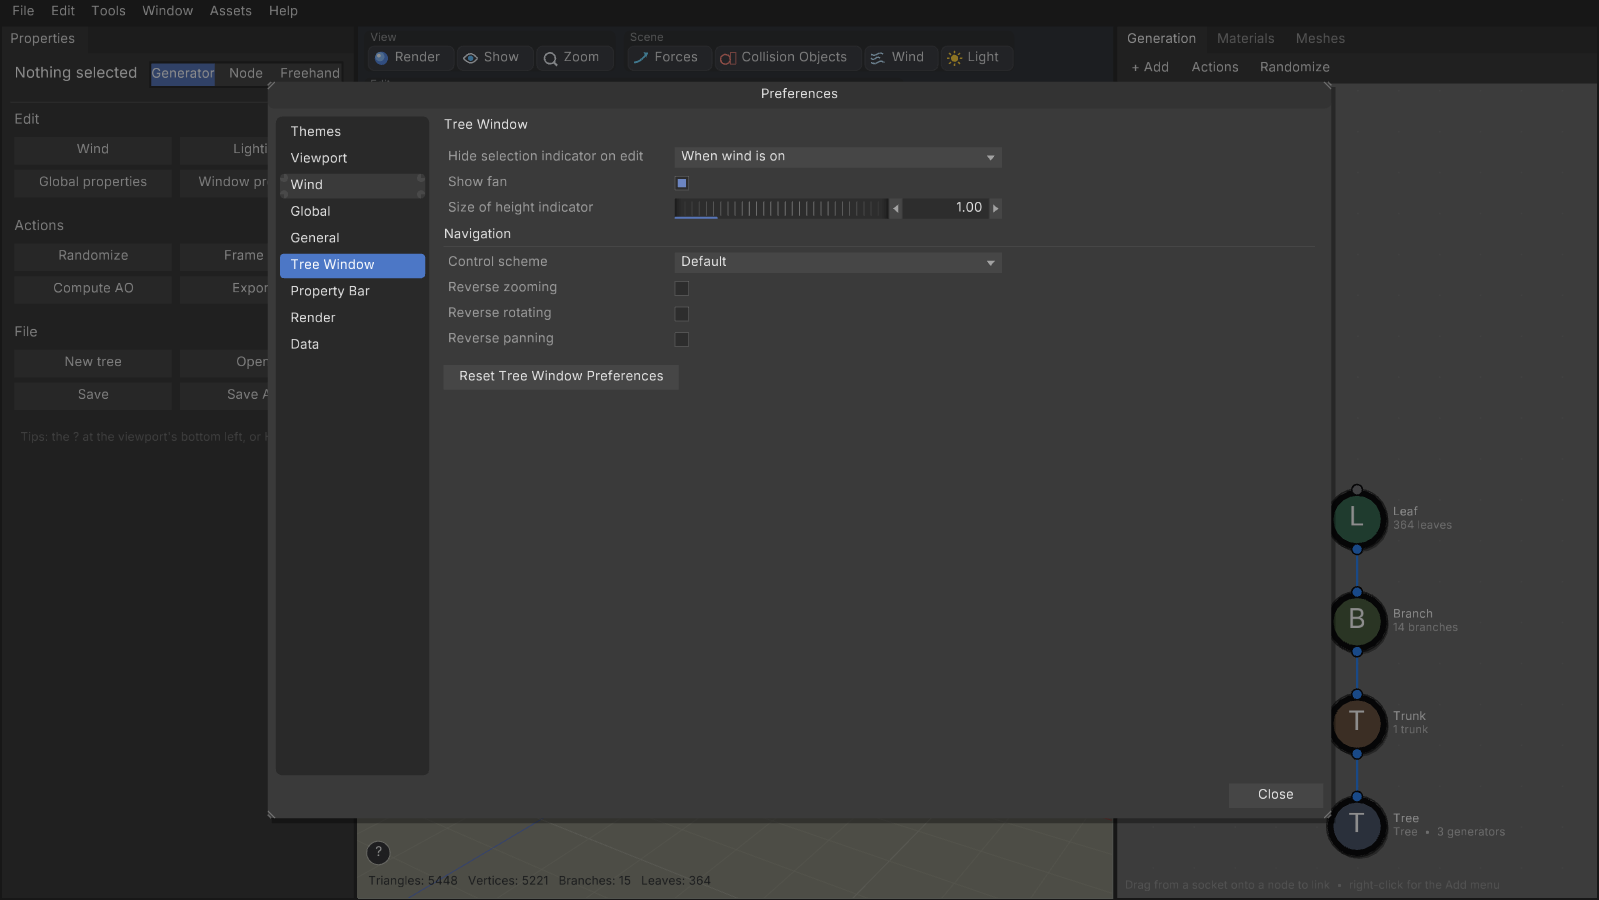 File Edit Tools Window Assets Help
Properties
View
Scene
Generation Materials Meshes
Nothing selected Generator Node Freehand
Render Show Zoom Forces Collision Objects Wind Light
+ Add Actions Randomize
Preferences
Edit
Wind
Global properties Window
Actions
Randomize Frame
Compute AO
File
New tree Open
Save Save
Tips: the ? at the viewport's bottom left, or
Themes
Viewport
Wind
Global
General
Tree Window
Property Bar
Render
Data
Tree Window
Hide selection indicator on edit When wind is on
Show fan
Size of height indicator 1.00
Navigation
Control scheme Default
Reverse zooming
Reverse rotating
Reverse panning
Reset Tree Window Preferences
Close
L Leaf
364 leaves
B Branch
14 branches
T Trunk
1 trunk
T Tree
Tree • 3 generators
?
Triangles: 5448 Vertices: 5221 Branches: 15 Leaves: 364
Drag from a socket onto a node to link • right-click for the Add menu